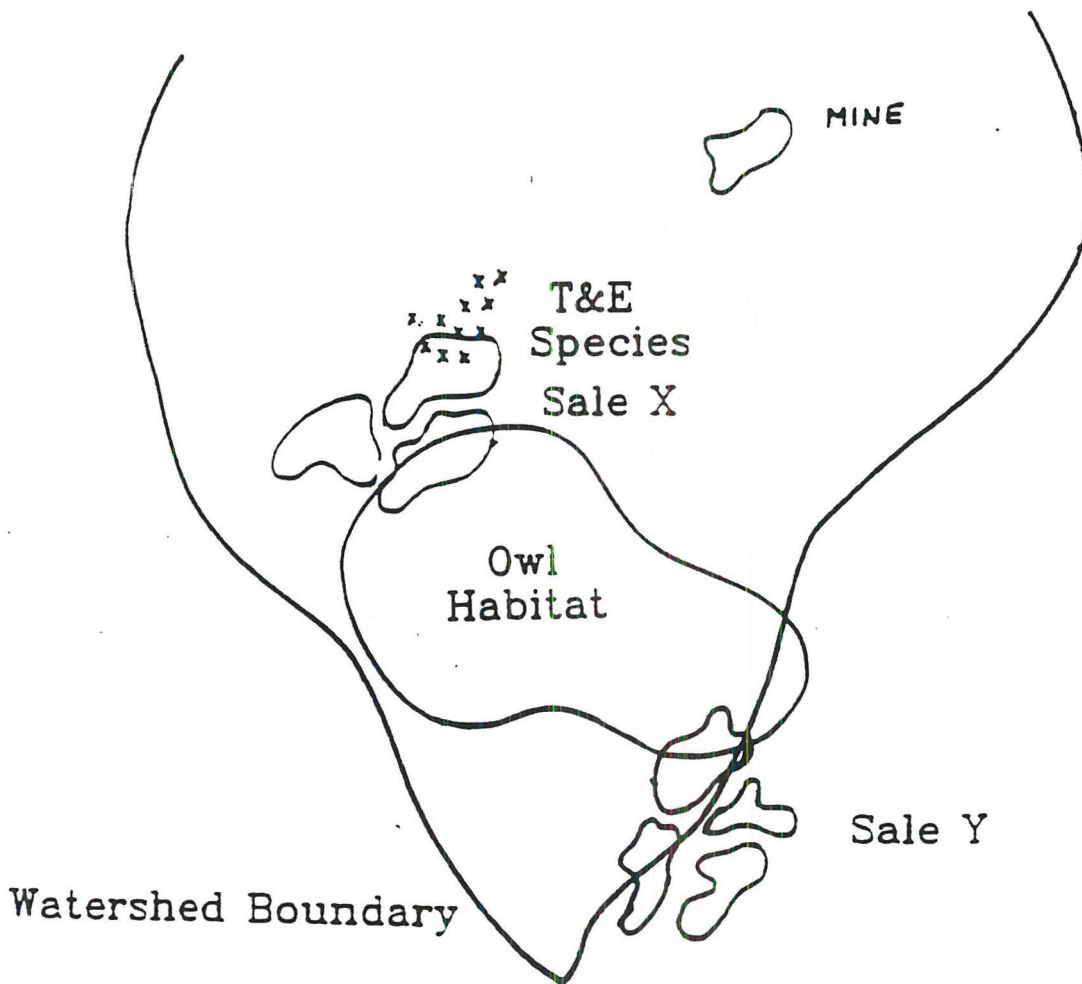 MINE
T&E
Species
Sale X
Owl
Habitat
Sale Y
Watershed Boundary